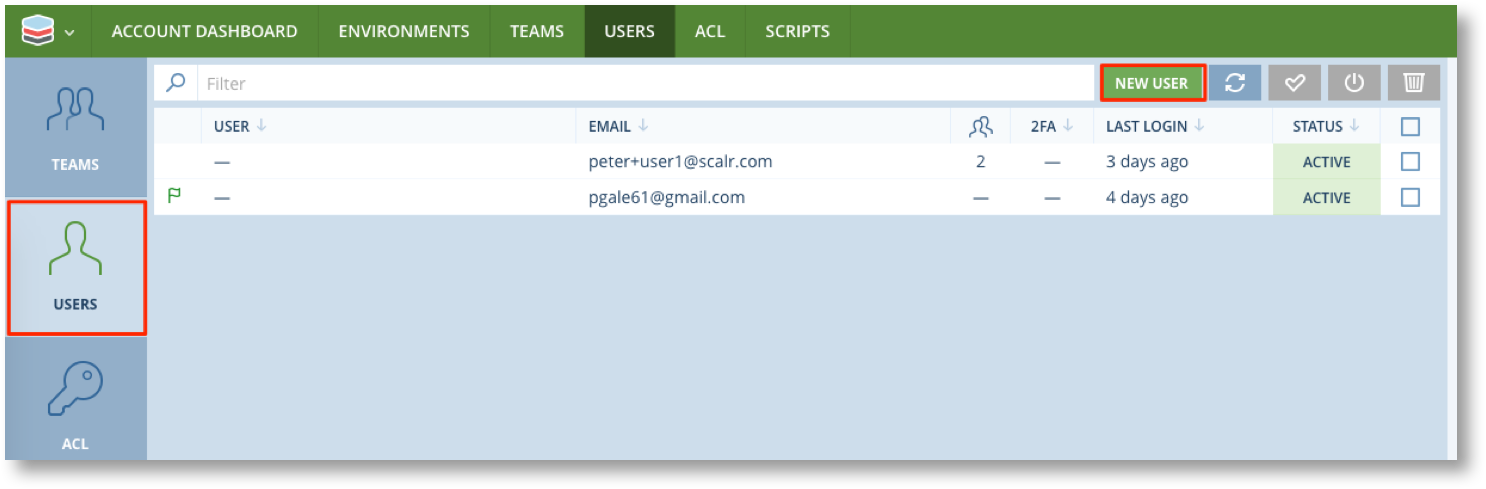 ACCOUNT DASHBOARD ENVIRONMENTS TEAMS USERS ACL SCRIPTS
TEAMS
USERS
ACL
Filter NEW USER
USER EMAIL 2FA LAST LOGIN STATUS
— peter+user1@scalr.com 2 — 3 days ago ACTIVE
— pgale61@gmail.com — — 4 days ago ACTIVE